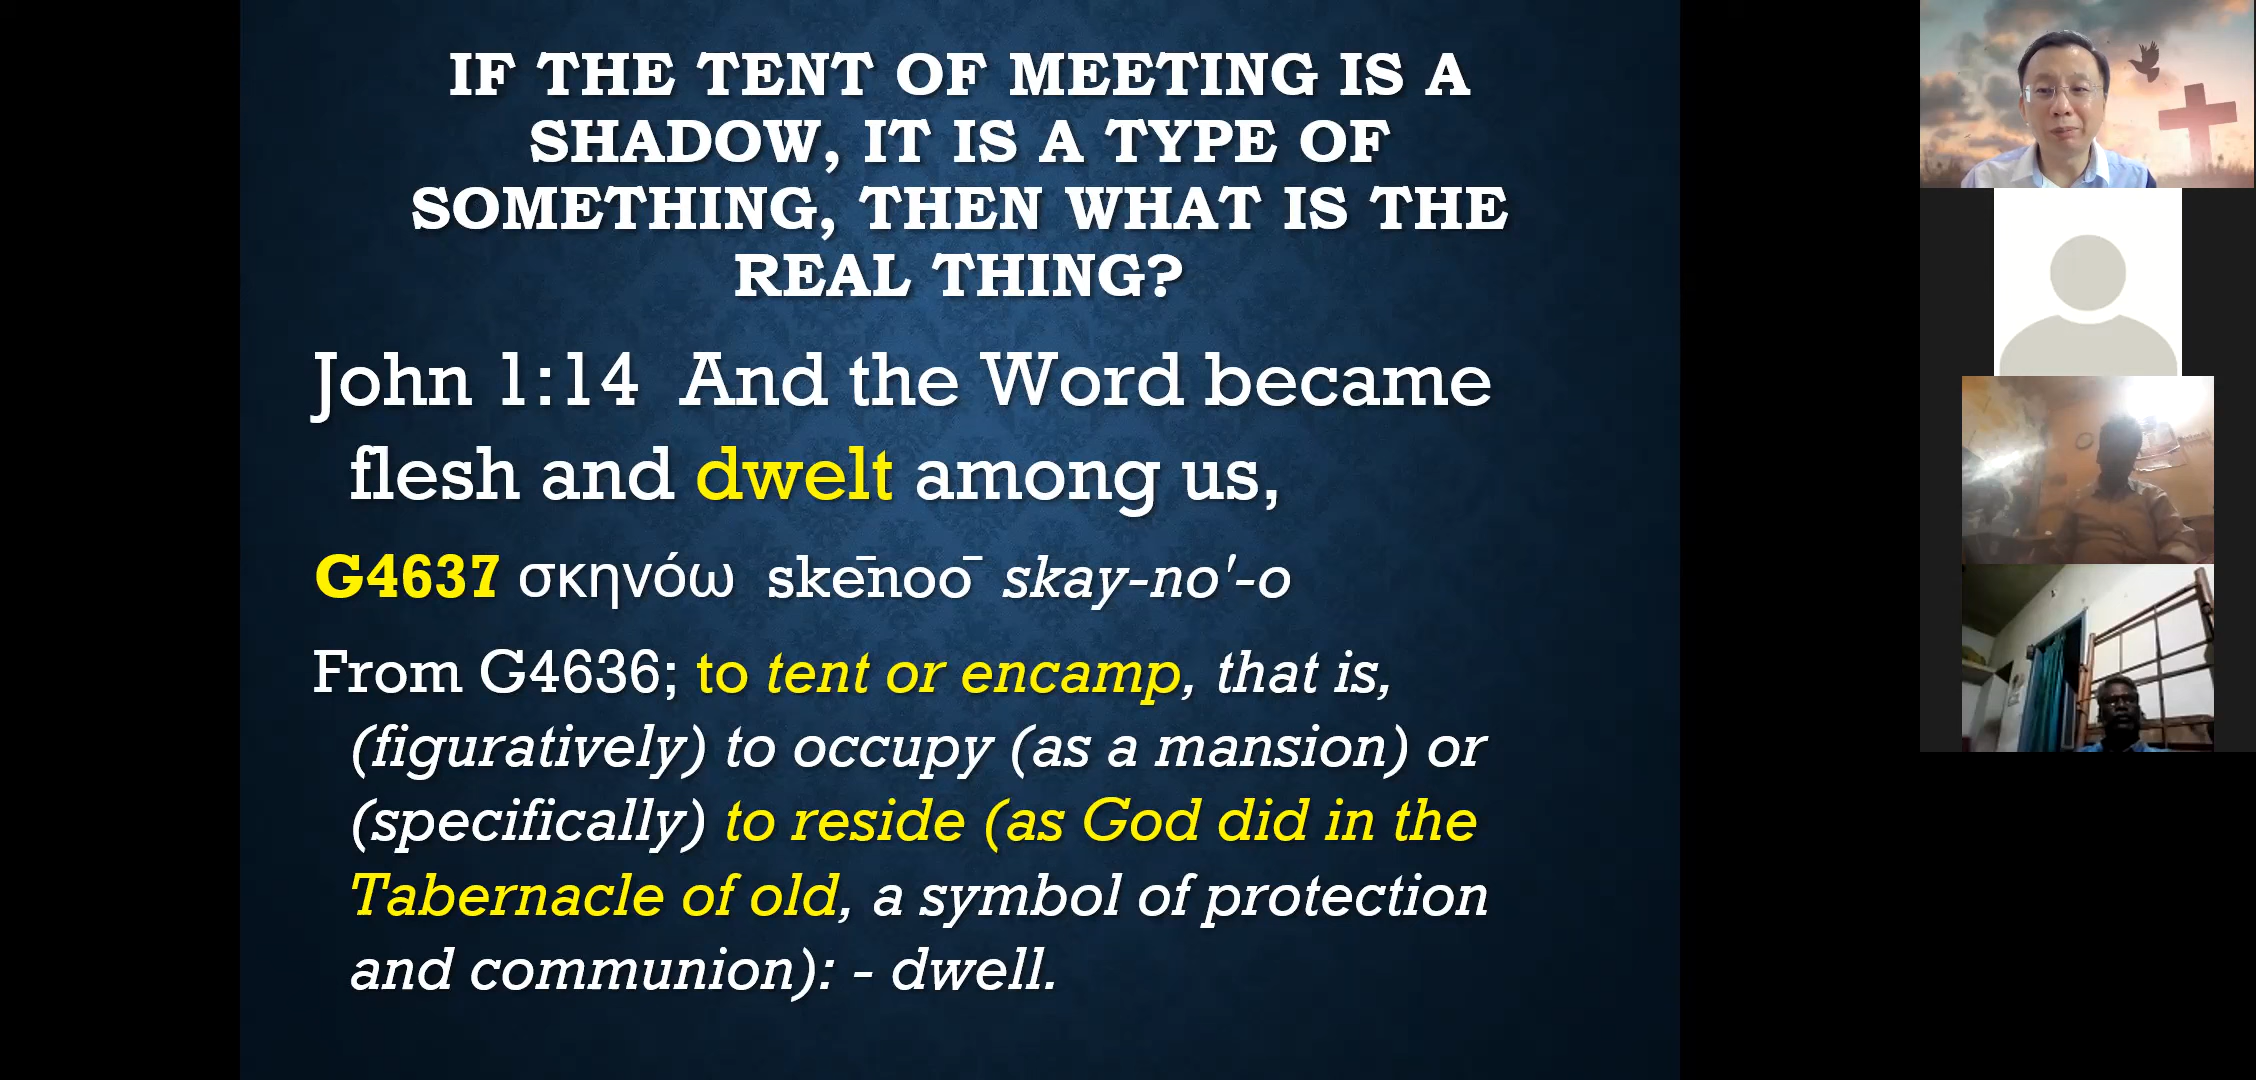 IF THE TENT OF MEETING IS A
SHADOW, IT IS A TYPE OF
SOMETHING, THEN WHAT IS THE
REAL THING?
John 1:14  And the Word became
flesh and dwelt among us,
G4637 σκηνόω  skēnoō  skay-no'-o
From G4636; to tent or encamp, that is,
(figuratively) to occupy (as a mansion) or
(specifically) to reside (as God did in the
Tabernacle of old, a symbol of protection
and communion): - dwell.